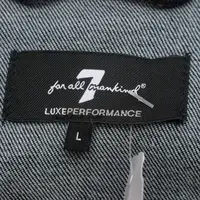 7
for all mankind®
LUXEPERFORMANCE
L